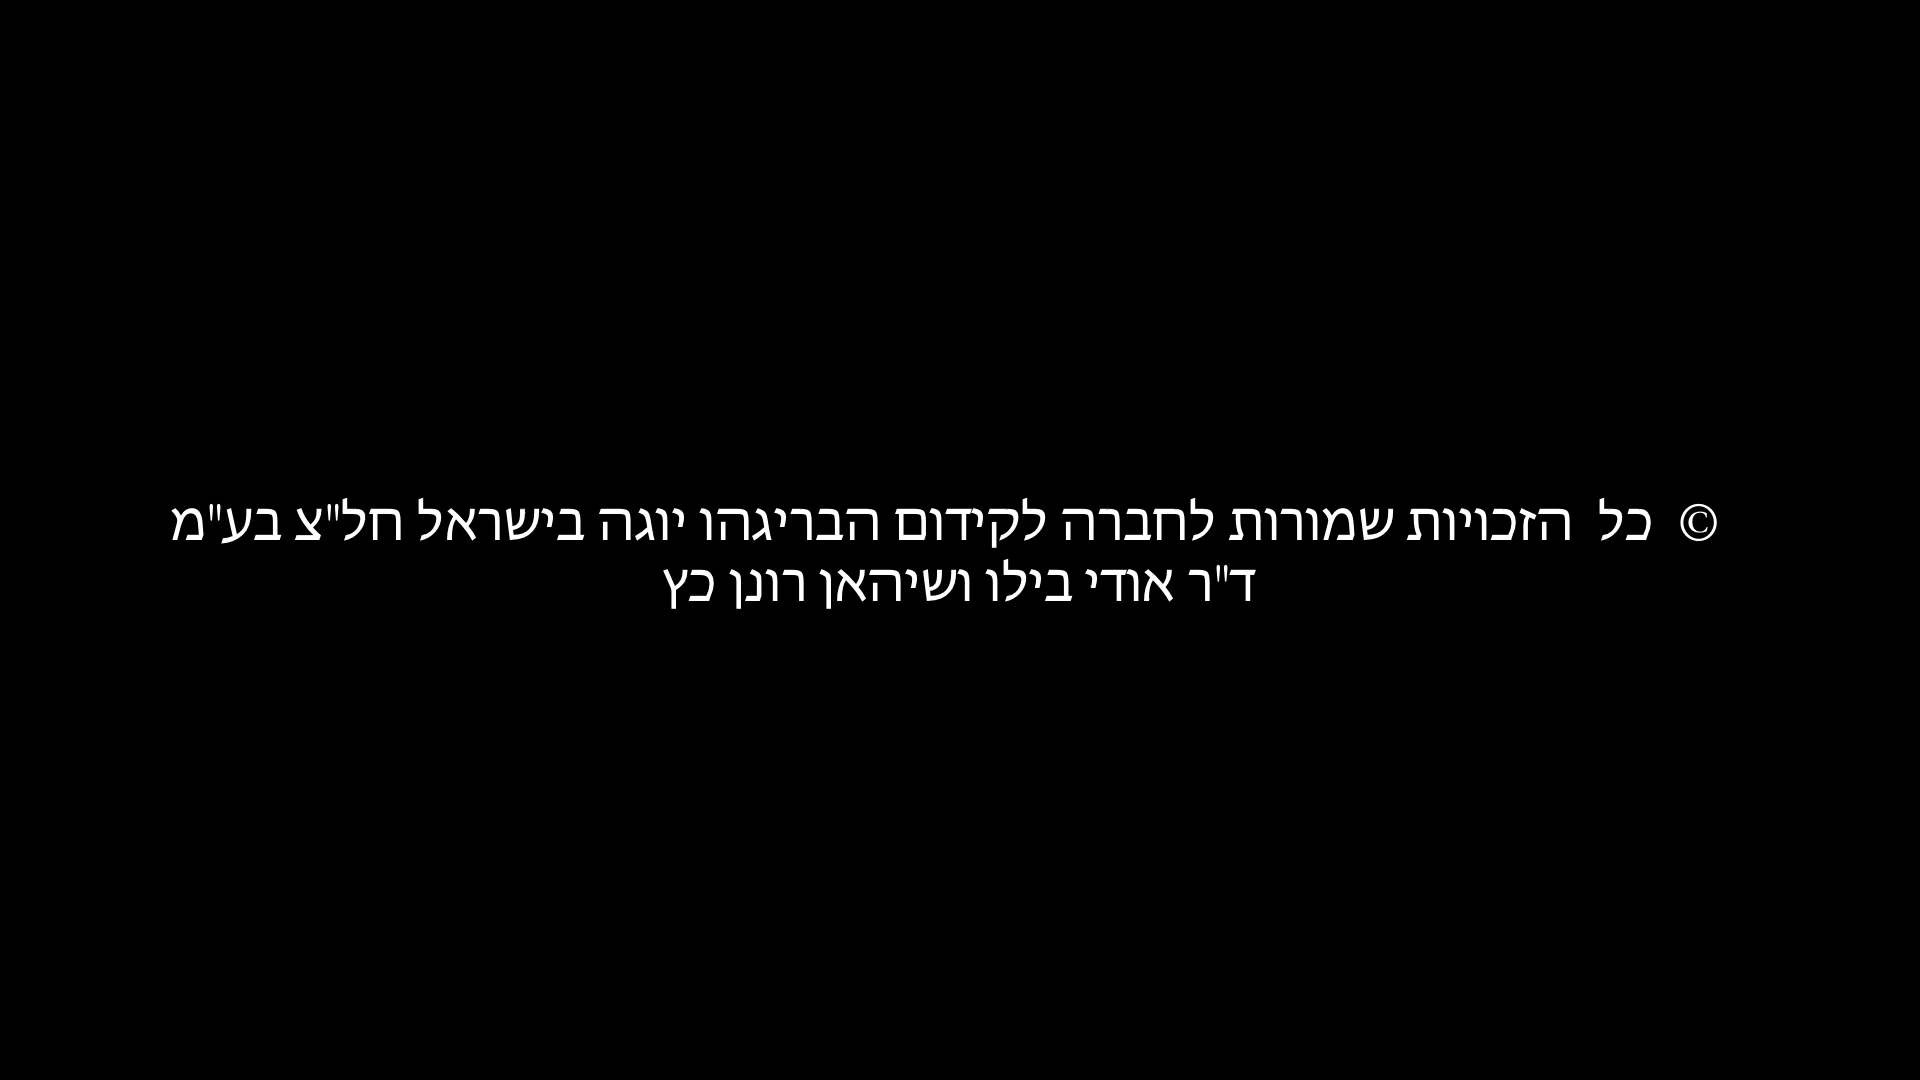 © כל הזכויות שמורות לחברה לקידום הבריגהו יוגה בישראל חל"צ בע"מ
ד"ר אודי בילו ושיהאן רונן כץ